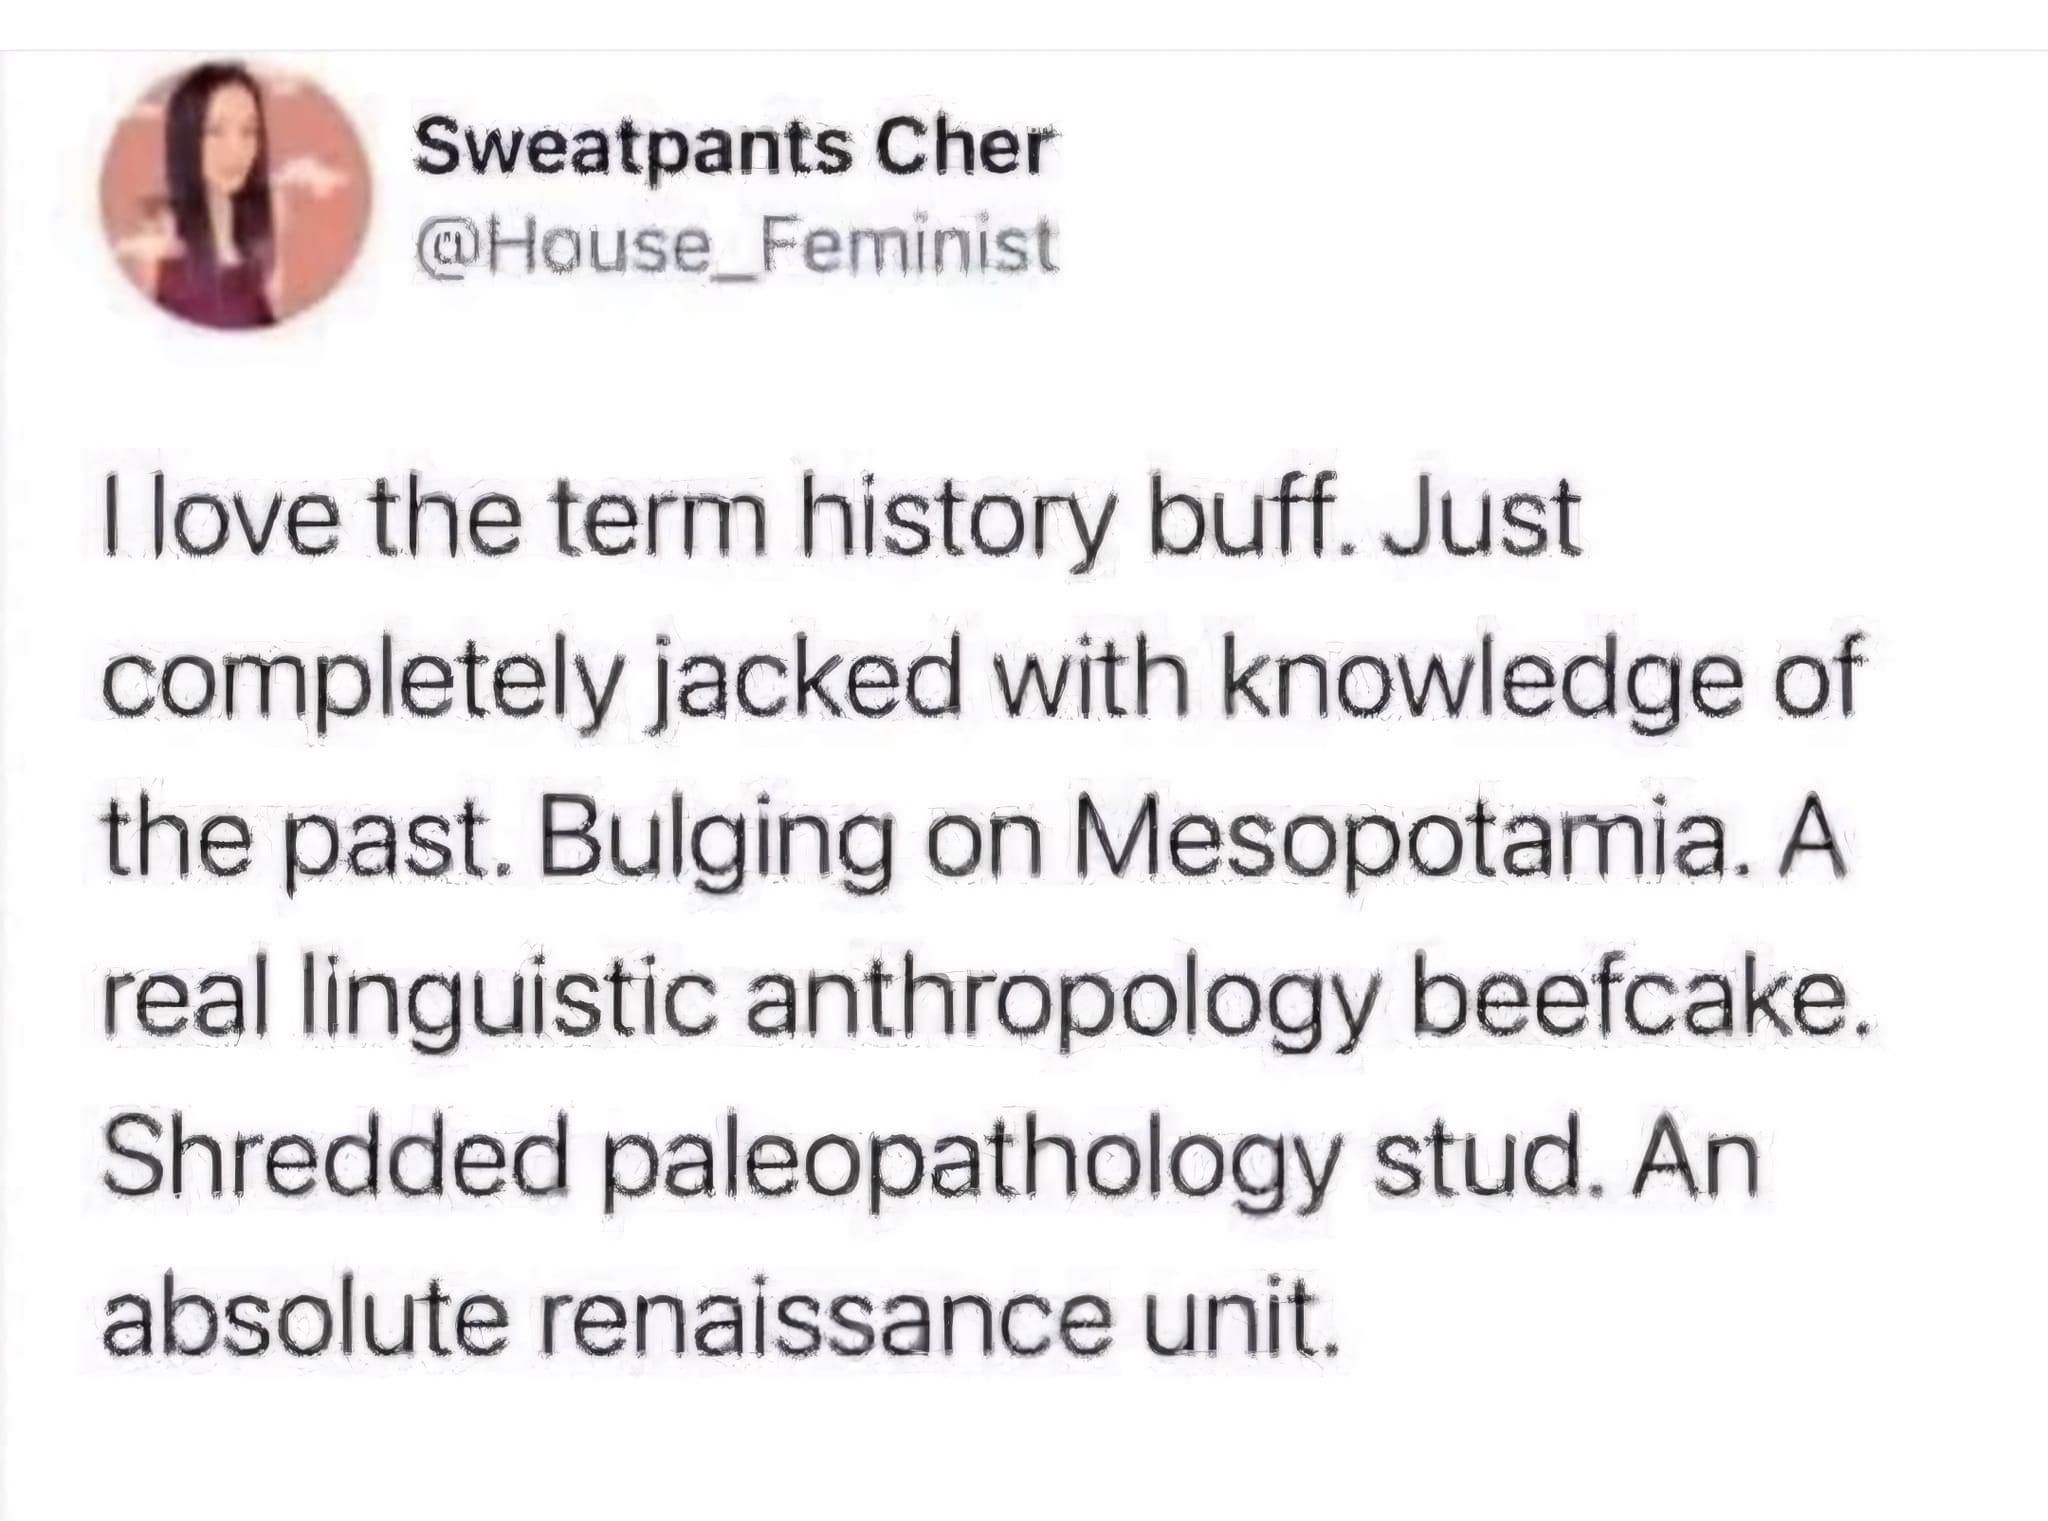 Sweatpants Cher
@House_Feminist
I love the term history buff. Just
completely jacked with knowledge of
the past. Bulging on Mesopotamia. A
real linguistic anthropology beefcake.
Shredded paleopathology stud. An
absolute renaissance unit.